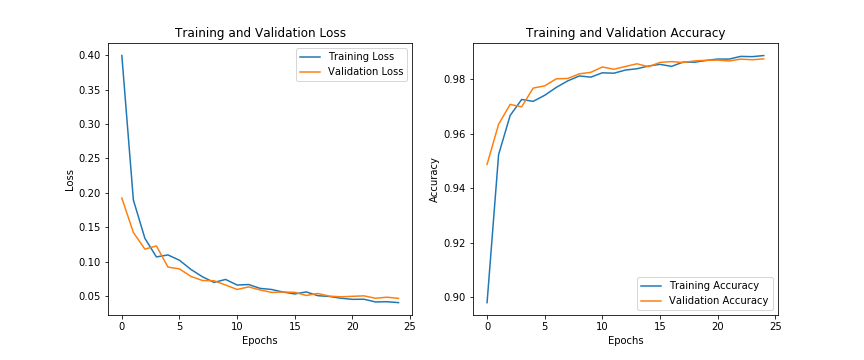 Training and Validation Loss
Training Loss
Validation Loss
0.40
0.35
0.30
0.25
0.20
0.15
0.10
0.05
Loss
0
5
10
15
20
25
Epochs
Training and Validation Accuracy
0.98
0.96
0.94
0.92
0.90
Accuracy
Training Accuracy
Validation Accuracy
0
5
10
15
20
25
Epochs